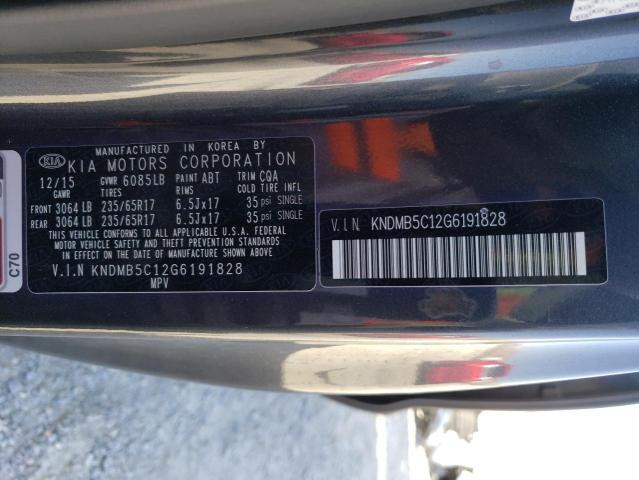 MANUFACTURED IN KOREA BY
KIA KIA MOTORS CORPORATION
12/15 GVWR 6085LB PAINT ABT TRIM CQA
GAWR TIRES RIMS COLD TIRE INFL
FRONT 3064 LB 235/65R17 6.5Jx17 35 psi SINGLE
REAR 3064 LB 235/65R17 6.5Jx17 35 psi SINGLE
THIS VEHICLE CONFORMS TO ALL APPLICABLE U.S.A. FEDERAL
MOTOR VEHICLE SAFETY, BUMPER, AND THEFT PREVENTION
STANDARDS IN EFFECT ON THE DATE OF MANUFACTURE SHOWN ABOVE.
V.I.N KNDMB5C12G6191828
MPV
V.I.N. KNDMB5C12G6191828
C70